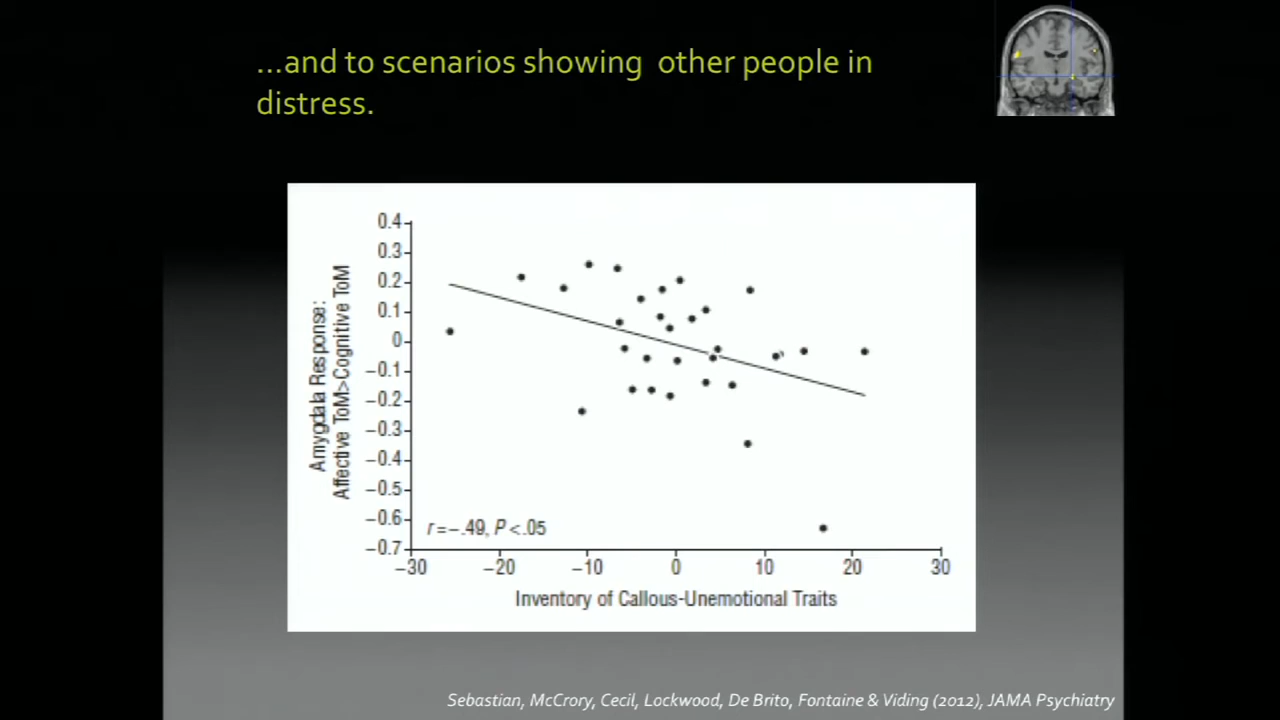 …and to scenarios showing  other people in
distress.
0.4
0.3
0.2
0.1
0
−0.1
−0.2
−0.3
−0.4
−0.5
−0.6
−0.7
Amygdala Response:
Affective ToM>Cognitive ToM
r=−.49, P<.05
−30
−20
−10
0
10
20
30
Inventory of Callous-Unemotional Traits
Sebastian, McCrory, Cecil, Lockwood, De Brito, Fontaine & Viding (2012), JAMA Psychiatry